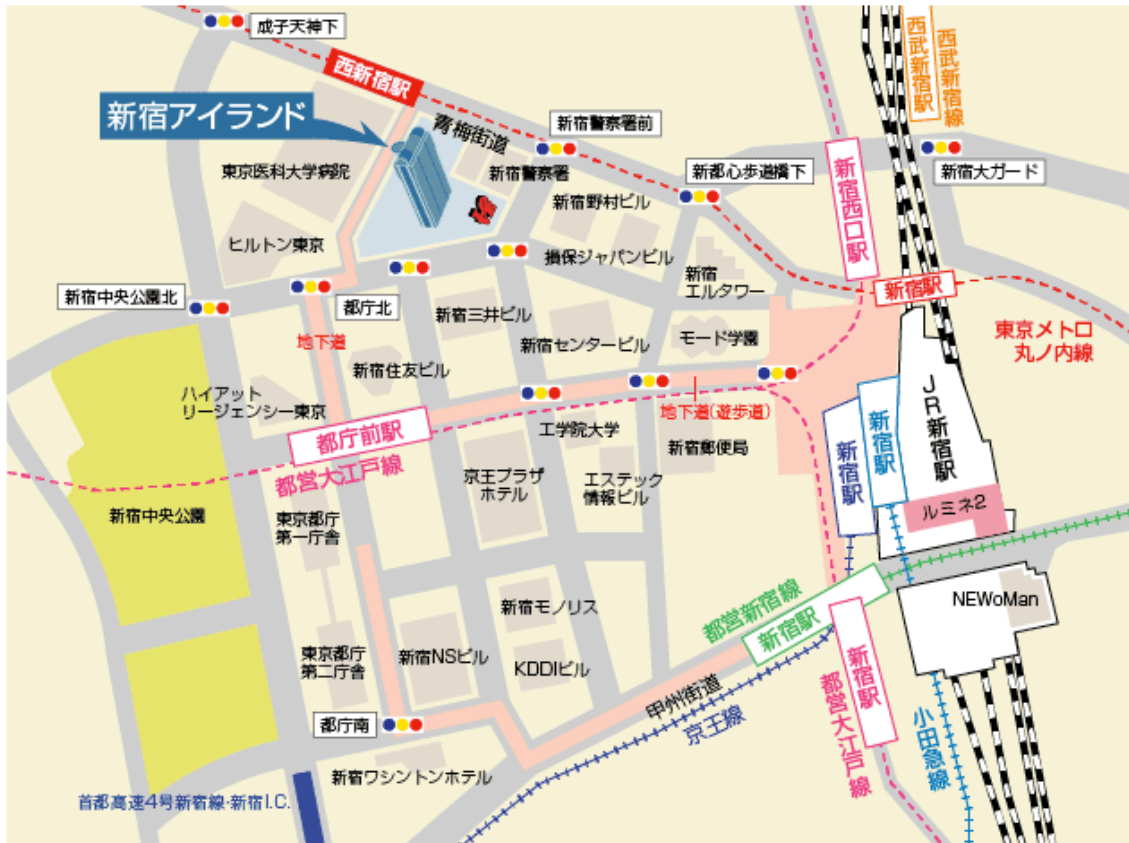 成子天神下
西新宿駅
新宿アイランド
青梅街道
新宿警察署前
西武新宿駅
西武新宿線
東京医科大学病院
新宿警察署
新都心歩道橋下
新宿大ガード
新宿野村ビル
新宿西口駅
ヒルトン東京
損保ジャパンビル
新宿
エルタワー
新宿駅
新宿中央公園北
都庁北
新宿三井ビル
東京メトロ
丸ノ内線
地下道
新宿センタービル
モード学園
新宿住友ビル
ハイアット
リージェンシー東京
JR新宿駅
地下道(遊歩道)
都庁前駅
都営大江戸線
工学院大学
新宿郵便局
新宿駅
新宿駅
京王プラザ
ホテル
エステック
情報ビル
ルミネ2
新宿中央公園
東京都庁
第一庁舎
都営新宿線
新宿駅
新宿モノリス
NEWoMan
東京都庁
第二庁舎
新宿NSビル
KDDIビル
新宿駅
都営大江戸線
甲州街道
京王線
小田急線
都庁南
新宿ワシントンホテル
首都高速4号新宿線・新宿I.C.